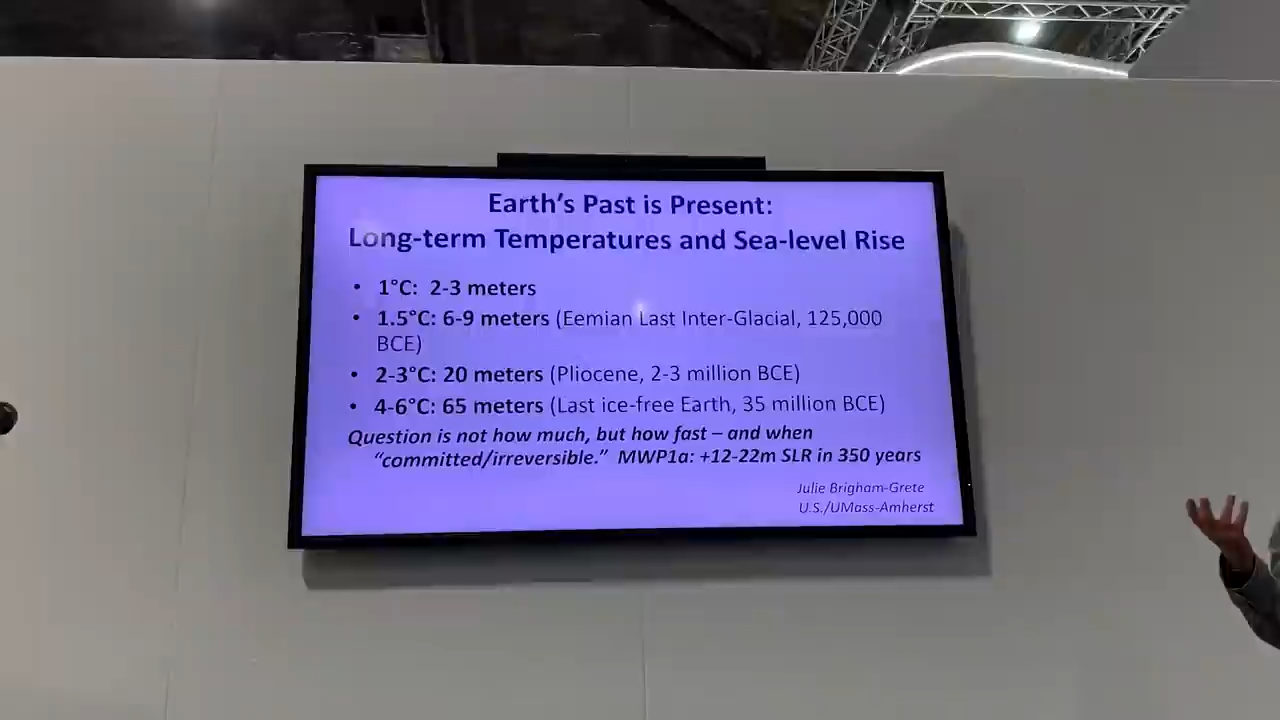 Earth's Past is Present:
Long-term Temperatures and Sea-level Rise
• 1°C: 2-3 meters
• 1.5°C: 6-9 meters (Eemian Last Inter-Glacial, 125,000
BCE)
• 2-3°C: 20 meters (Pliocene, 2-3 million BCE)
• 4-6°C: 65 meters (Last ice-free Earth, 35 million BCE)
Question is not how much, but how fast – and when
"committed/irreversible." MWP1a: +12-22m SLR in 350 years
Julie Brigham-Grete
U.S./UMass-Amherst